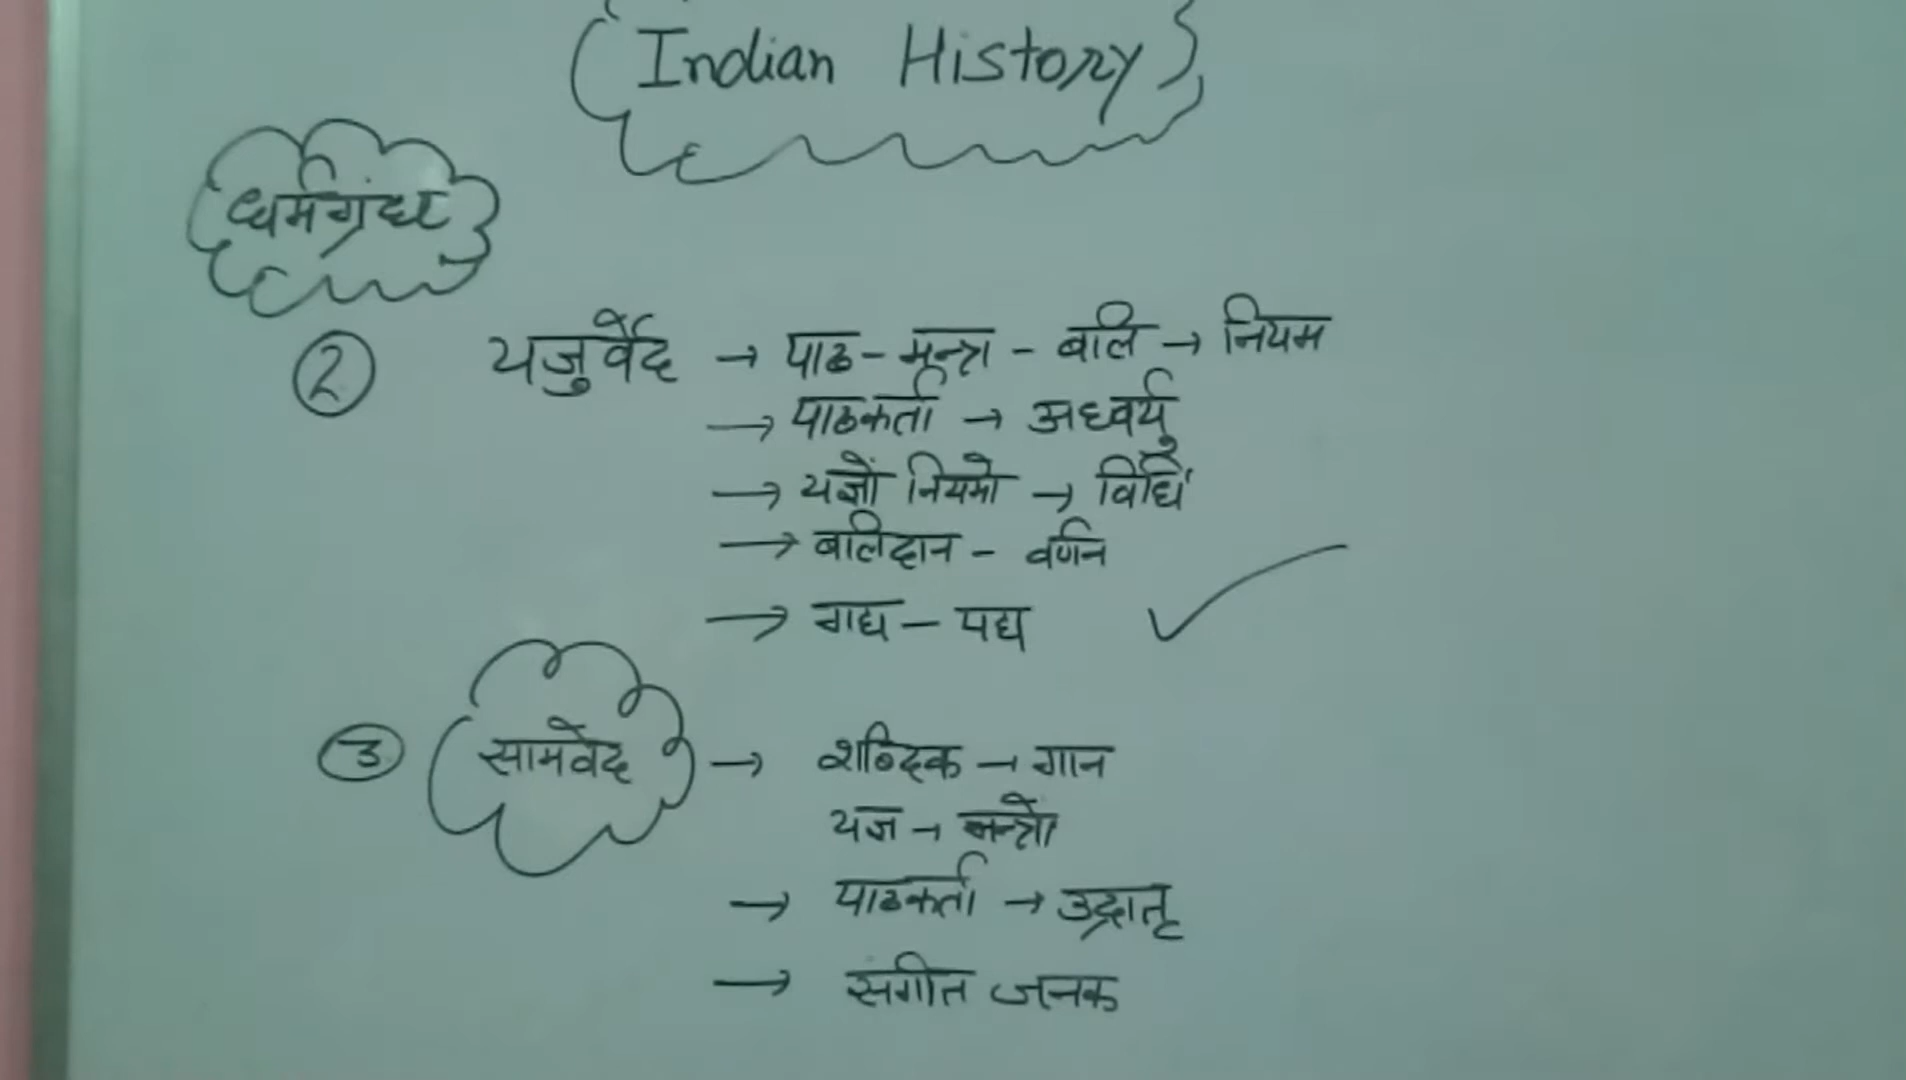 Indian History
धर्मग्रंथ
2 यजुर्वेद → पाठ - मन्त्रा - बलि → नियम
→ पाठकर्ता → अध्वर्यु
→ यज्ञों नियमो → विधि
→ बलिदान - वर्णन
→ गद्य - पद्य ✓
3 सामवेद → शब्दिक → गान
यज्ञ → मन्त्रो
→ पाठकर्ता → उद्गातृ
→ संगीत जनक